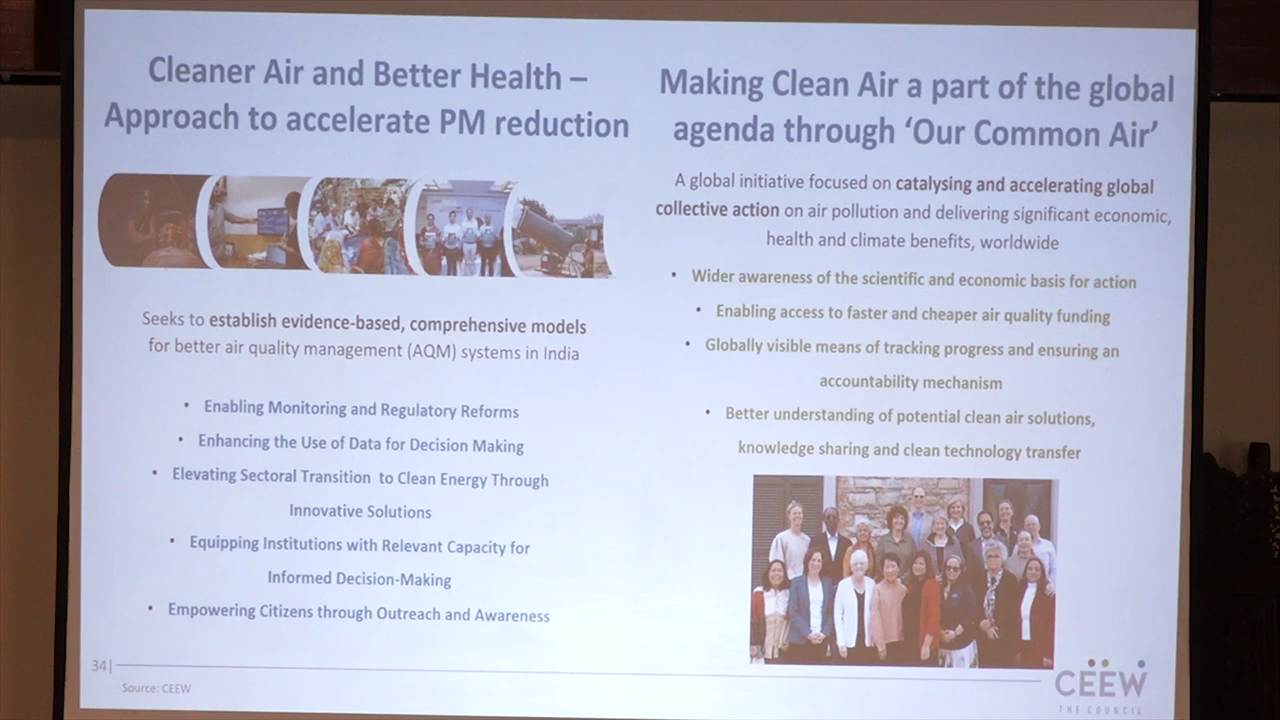 Cleaner Air and Better Health –
Approach to accelerate PM reduction
Seeks to establish evidence-based, comprehensive models
for better air quality management (AQM) systems in India
• Enabling Monitoring and Regulatory Reforms
• Enhancing the Use of Data for Decision Making
• Elevating Sectoral Transition to Clean Energy Through
Innovative Solutions
• Equipping Institutions with Relevant Capacity for
Informed Decision-Making
• Empowering Citizens through Outreach and Awareness
Making Clean Air a part of the global
agenda through ‘Our Common Air’
A global initiative focused on catalysing and accelerating global
collective action on air pollution and delivering significant economic,
health and climate benefits, worldwide
• Wider awareness of the scientific and economic basis for action
• Enabling access to faster and cheaper air quality funding
• Globally visible means of tracking progress and ensuring an
accountability mechanism
• Better understanding of potential clean air solutions,
knowledge sharing and clean technology transfer
34|
Source: CEEW
CEEW
THE COUNCIL